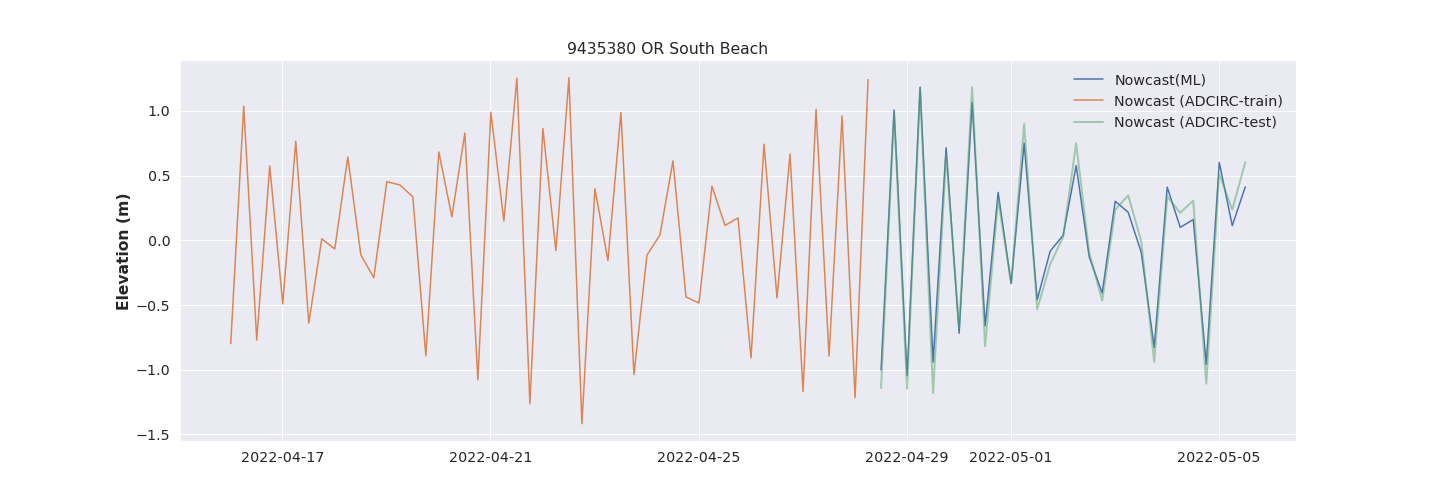 9435380 OR South Beach
Nowcast(ML)
Nowcast (ADCIRC-train)
Nowcast (ADCIRC-test)
Elevation (m)
1.0
0.5
0.0
−0.5
−1.0
−1.5
2022-04-17
2022-04-21
2022-04-25
2022-04-29
2022-05-01
2022-05-05